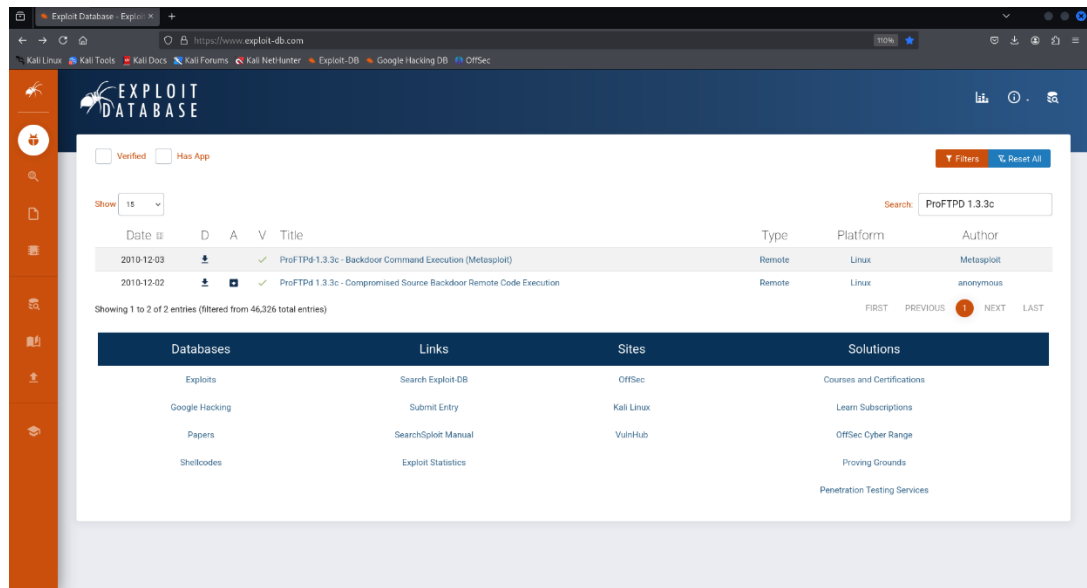 Exploit Database - Exploi
https://www.exploit-db.com
110%
Kali Linux Kali Tools Kali Docs Kali Forums Kali NetHunter Exploit-DB Google Hacking DB OffSec
EXPLOIT
DATABASE
Verified Has App
Filters Reset All
Show 15
Search: ProFTPD 1.3.3c
Date D A V Title Type Platform Author
2010-12-03 ProFTPd-1.3.3c - Backdoor Command Execution (Metasploit) Remote Linux Metasploit
2010-12-02 ProFTPd 1.3.3c - Compromised Source Backdoor Remote Code Execution Remote Linux anonymous
Showing 1 to 2 of 2 entries (filtered from 46,326 total entries)
FIRST PREVIOUS 1 NEXT LAST
Databases Links Sites Solutions
Exploits Search Exploit-DB OffSec Courses and Certifications
Google Hacking Submit Entry Kali Linux Learn Subscriptions
Papers SearchSploit Manual VulnHub OffSec Cyber Range
Shellcodes Exploit Statistics Proving Grounds
Penetration Testing Services